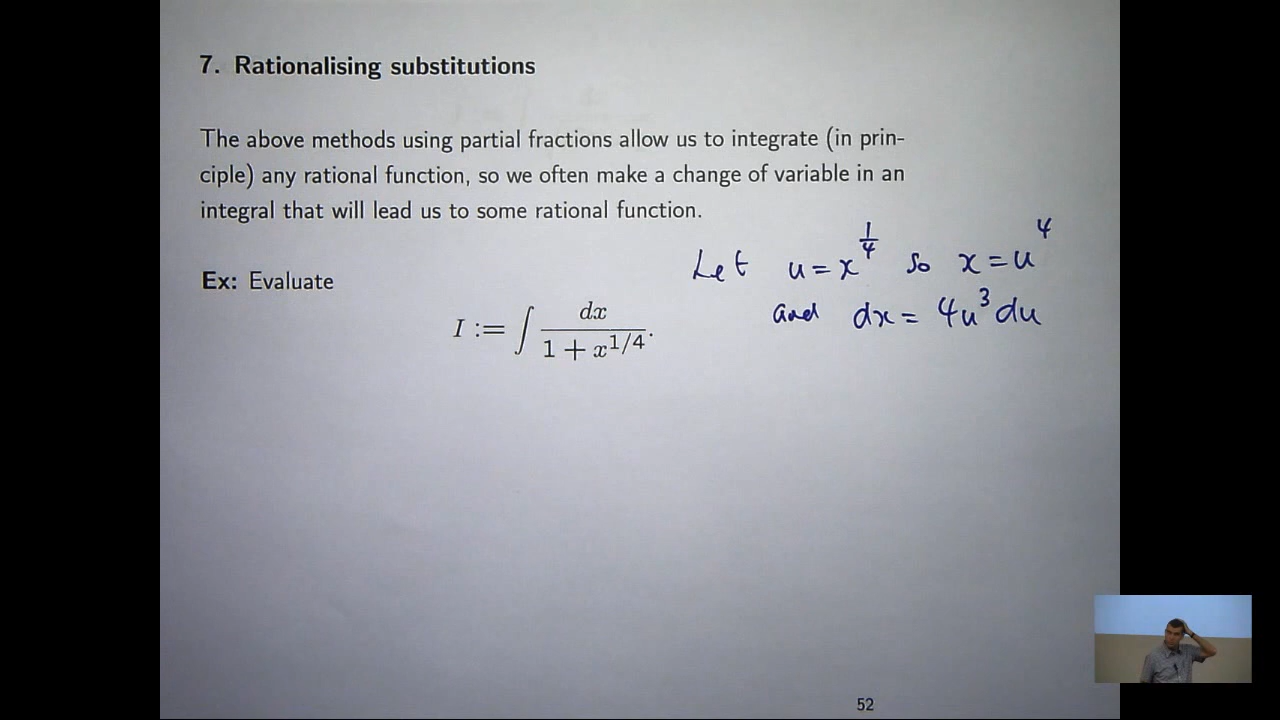 7. Rationalising substitutions
The above methods using partial fractions allow us to integrate (in prin-
ciple) any rational function, so we often make a change of variable in an
integral that will lead us to some rational function.
Ex: Evaluate
I := ∫ dx / (1 + x^{1/4}).
Let u = x^{1/4} so x = u^4
and dx = 4u^3 du
52